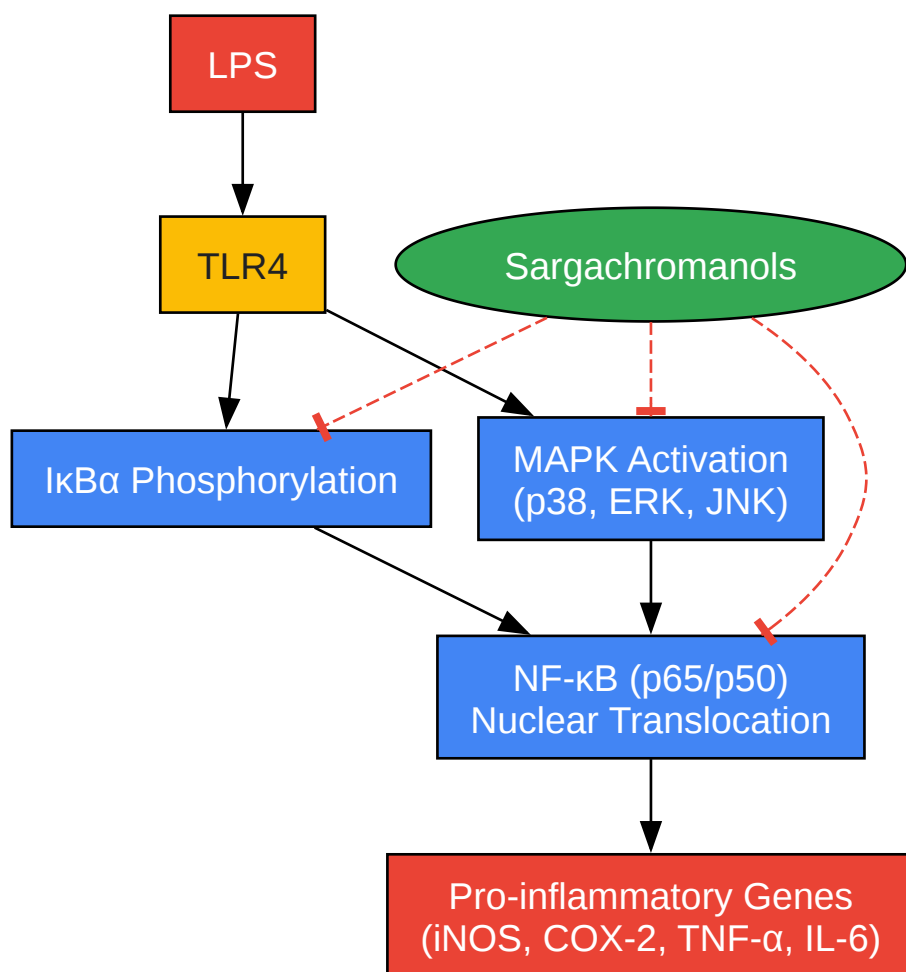 LPS
TLR4
Sargachromanols
IκBα Phosphorylation
MAPK Activation
(p38, ERK, JNK)
NF-κB (p65/p50)
Nuclear Translocation
Pro-inflammatory Genes
(iNOS, COX-2, TNF-α, IL-6)